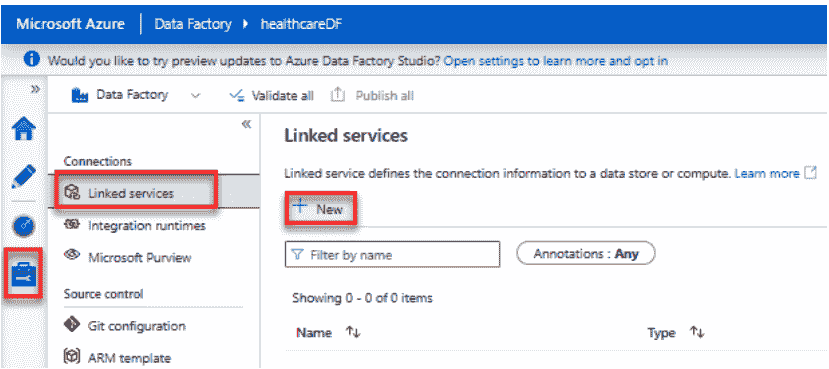 Microsoft Azure | Data Factory ▸ healthcareDF
Would you like to try preview updates to Azure Data Factory Studio? Open settings to learn more and opt in
»
Data Factory Validate all Publish all
«
Connections
Linked services
Integration runtimes
Microsoft Purview
Source control
Git configuration
ARM template
Linked services
Linked service defines the connection information to a data store or compute. Learn more
+ New
Filter by name Annotations : Any
Showing 0 - 0 of 0 items
Name ↑↓ Type ↑↓